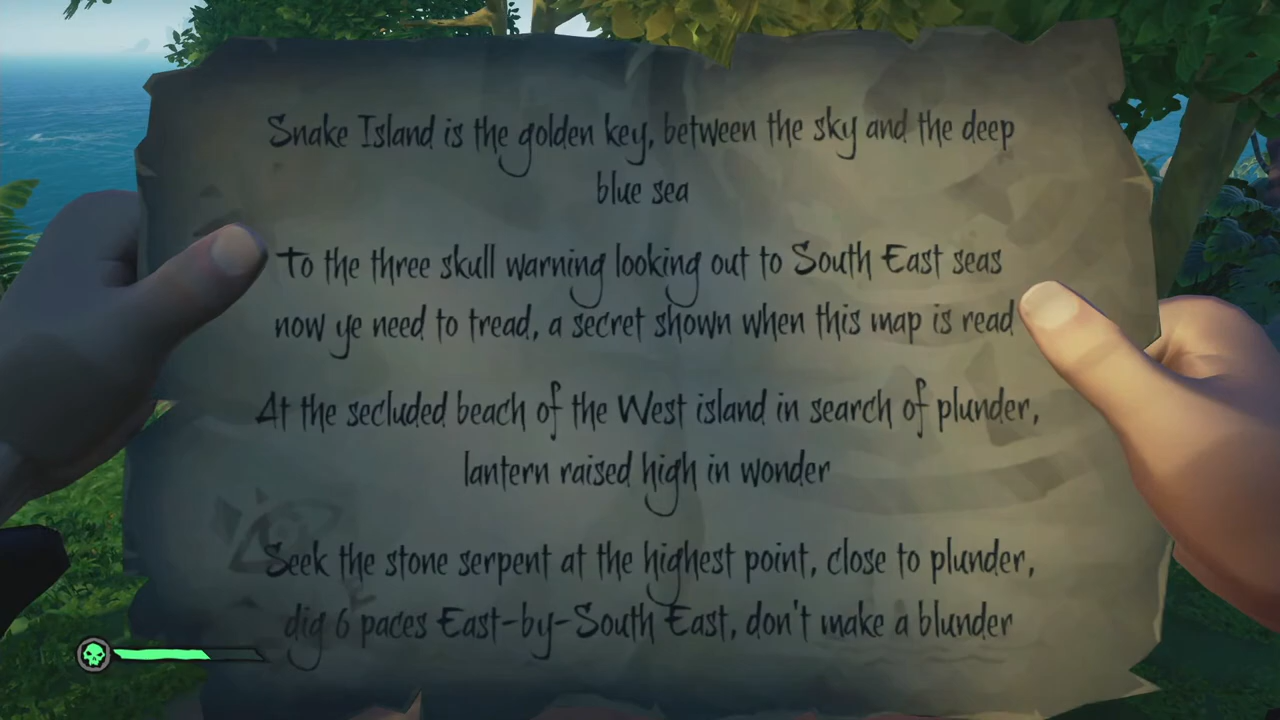 Snake Island is the golden key, between the sky and the deep
blue sea
To the three skull warning looking out to South East seas
now ye need to tread, a secret shown when this map is read
At the secluded beach of the West island in search of plunder,
lantern raised high in wonder
Seek the stone serpent at the highest point, close to plunder,
dig 6 paces East-by-South East, don't make a blunder